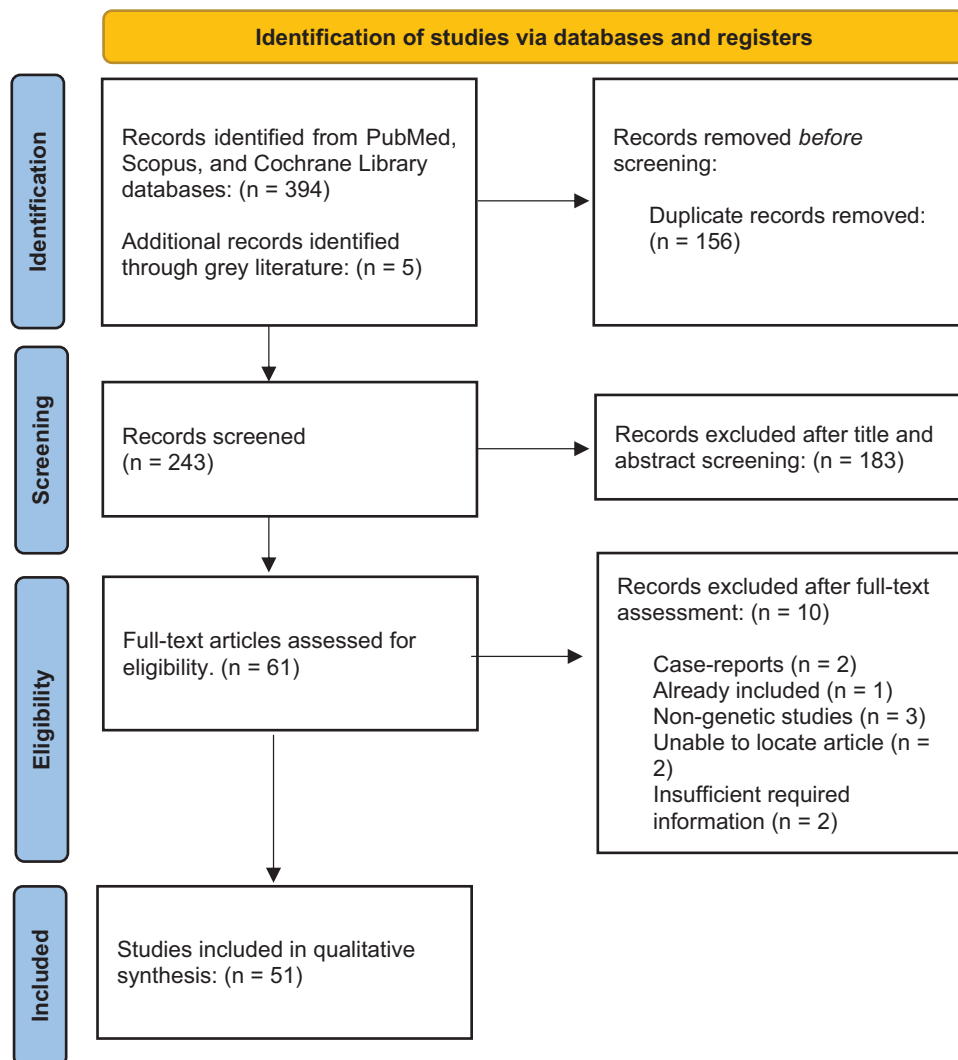 Identification of studies via databases and registers
Identification
Records identified from PubMed,
Scopus, and Cochrane Library
databases: (n = 394)
Additional records identified
through grey literature: (n = 5)
Records removed before
screening:
Duplicate records removed:
(n = 156)
Screening
Records screened
(n = 243)
Records excluded after title and
abstract screening: (n = 183)
Eligibility
Full-text articles assessed for
eligibility. (n = 61)
Records excluded after full-text
assessment: (n = 10)
Case-reports (n = 2)
Already included (n = 1)
Non-genetic studies (n = 3)
Unable to locate article (n =
2)
Insufficient required
information (n = 2)
Included
Studies included in qualitative
synthesis: (n = 51)